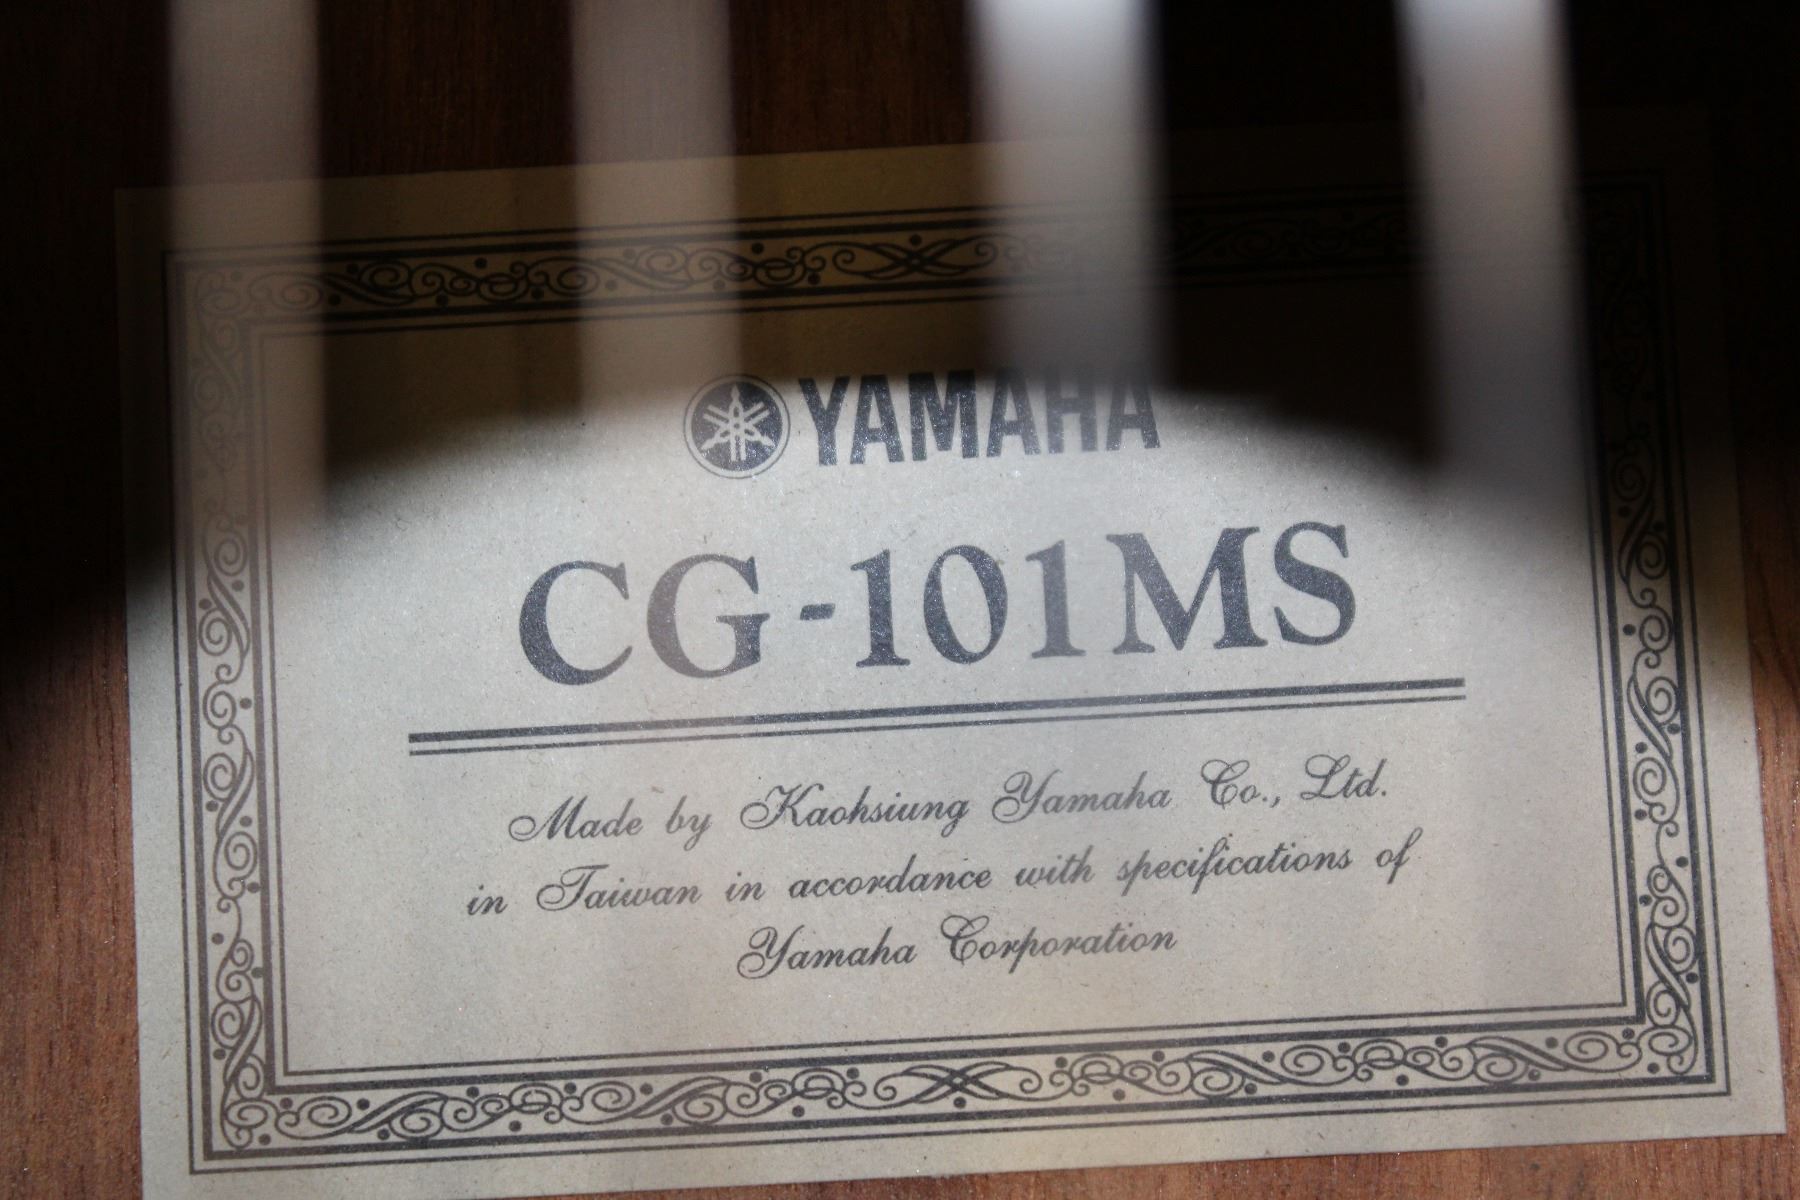 YAMAHA
CG-101MS
Made by Kaohsiung Yamaha Co., Ltd.
in Taiwan in accordance with specifications of
Yamaha Corporation